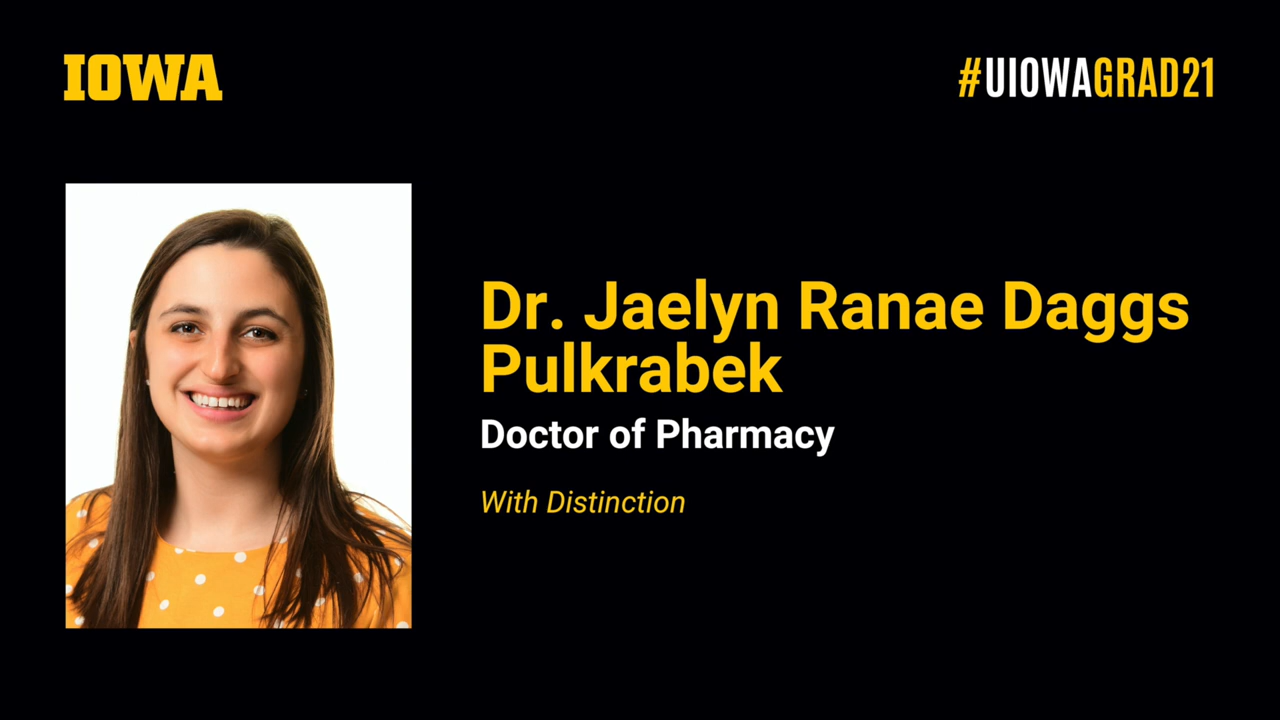 IOWA
#UIOWAGRAD21
Dr. Jaelyn Ranae Daggs
Pulkrabek
Doctor of Pharmacy
With Distinction